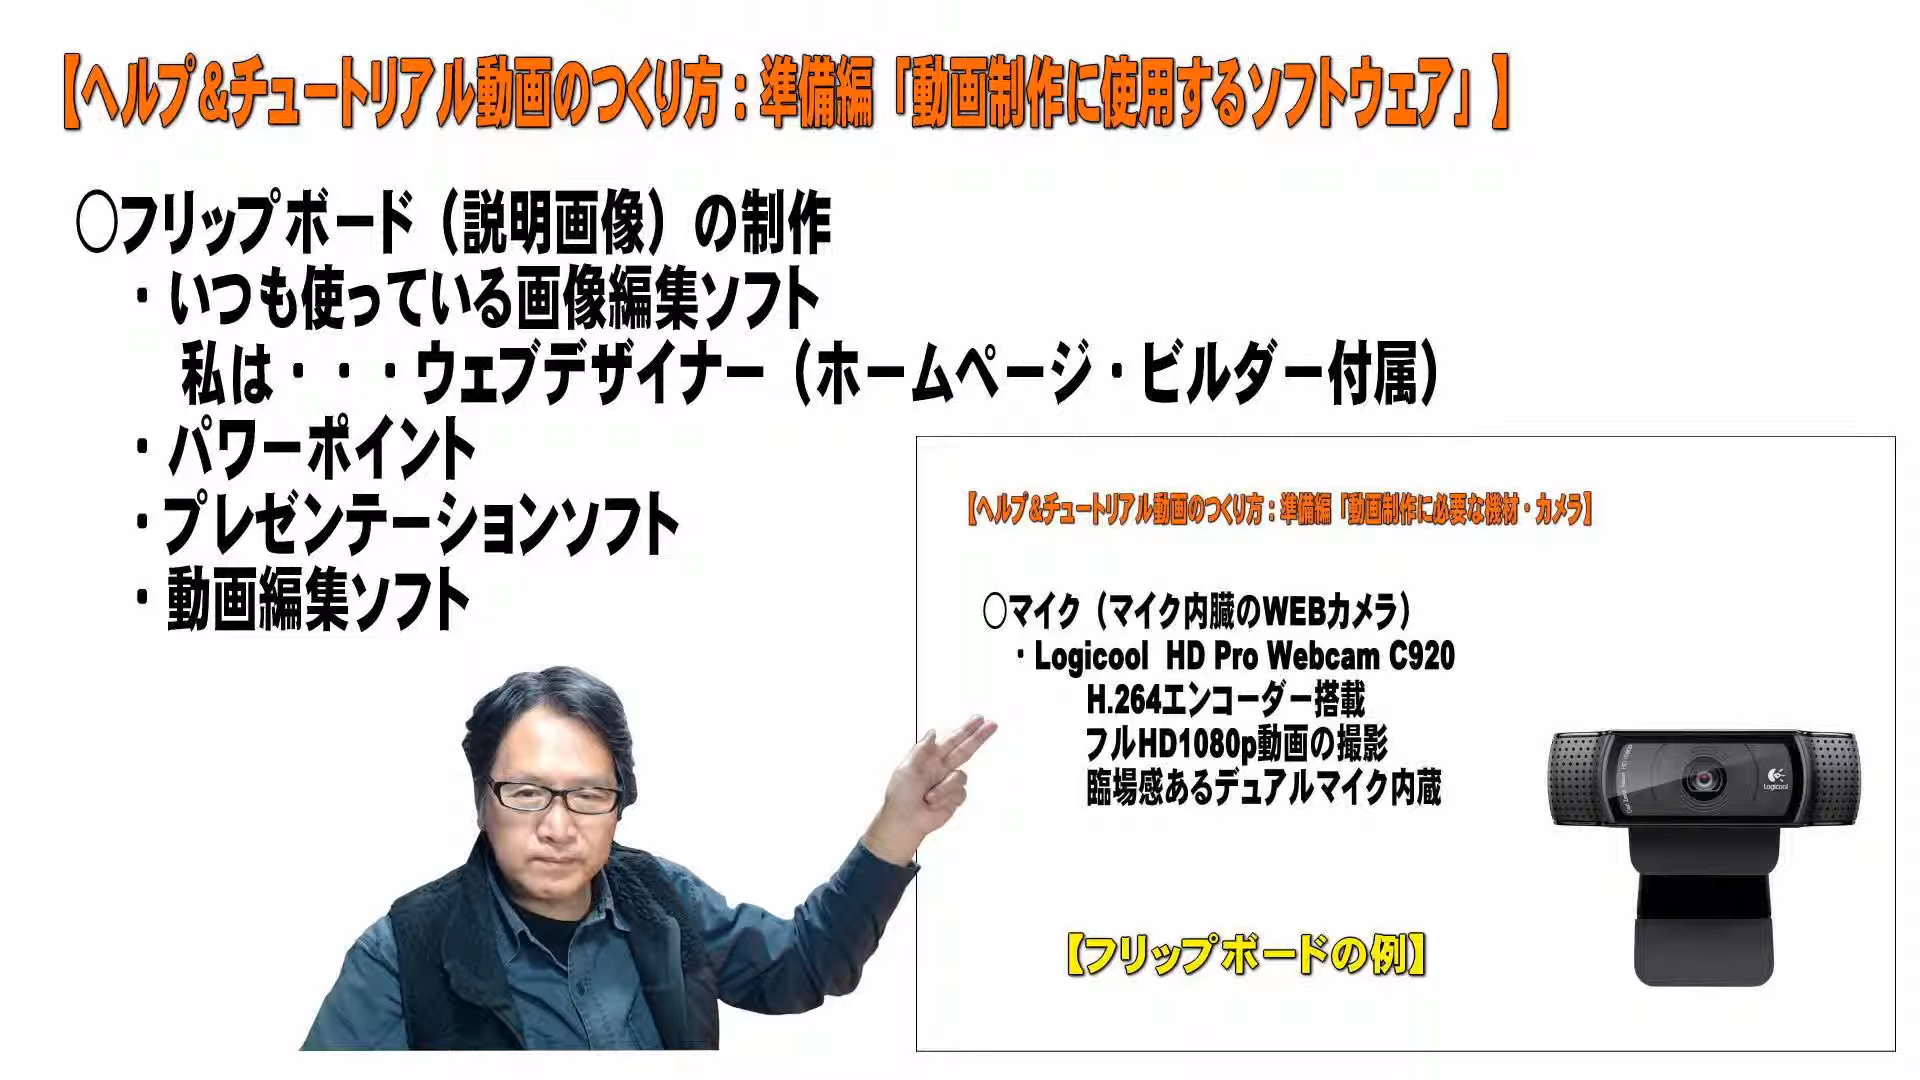 【ヘルプ&チュートリアル動画のつくり方：準備編「動画制作に使用するソフトウェア」】
○フリップボード（説明画像）の制作
・いつも使っている画像編集ソフト
私は・・・ウェブデザイナー（ホームページ・ビルダー付属）
・パワーポイント
・プレゼンテーションソフト
・動画編集ソフト
【ヘルプ&チュートリアル動画のつくり方：準備編「動画制作に必要な機材・カメラ】
○マイク（マイク内臓のWEBカメラ）
・Logicool HD Pro Webcam C920
H.264エンコーダー搭載
フルHD1080p動画の撮影
臨場感あるデュアルマイク内蔵
Logicool
【フリップボードの例】